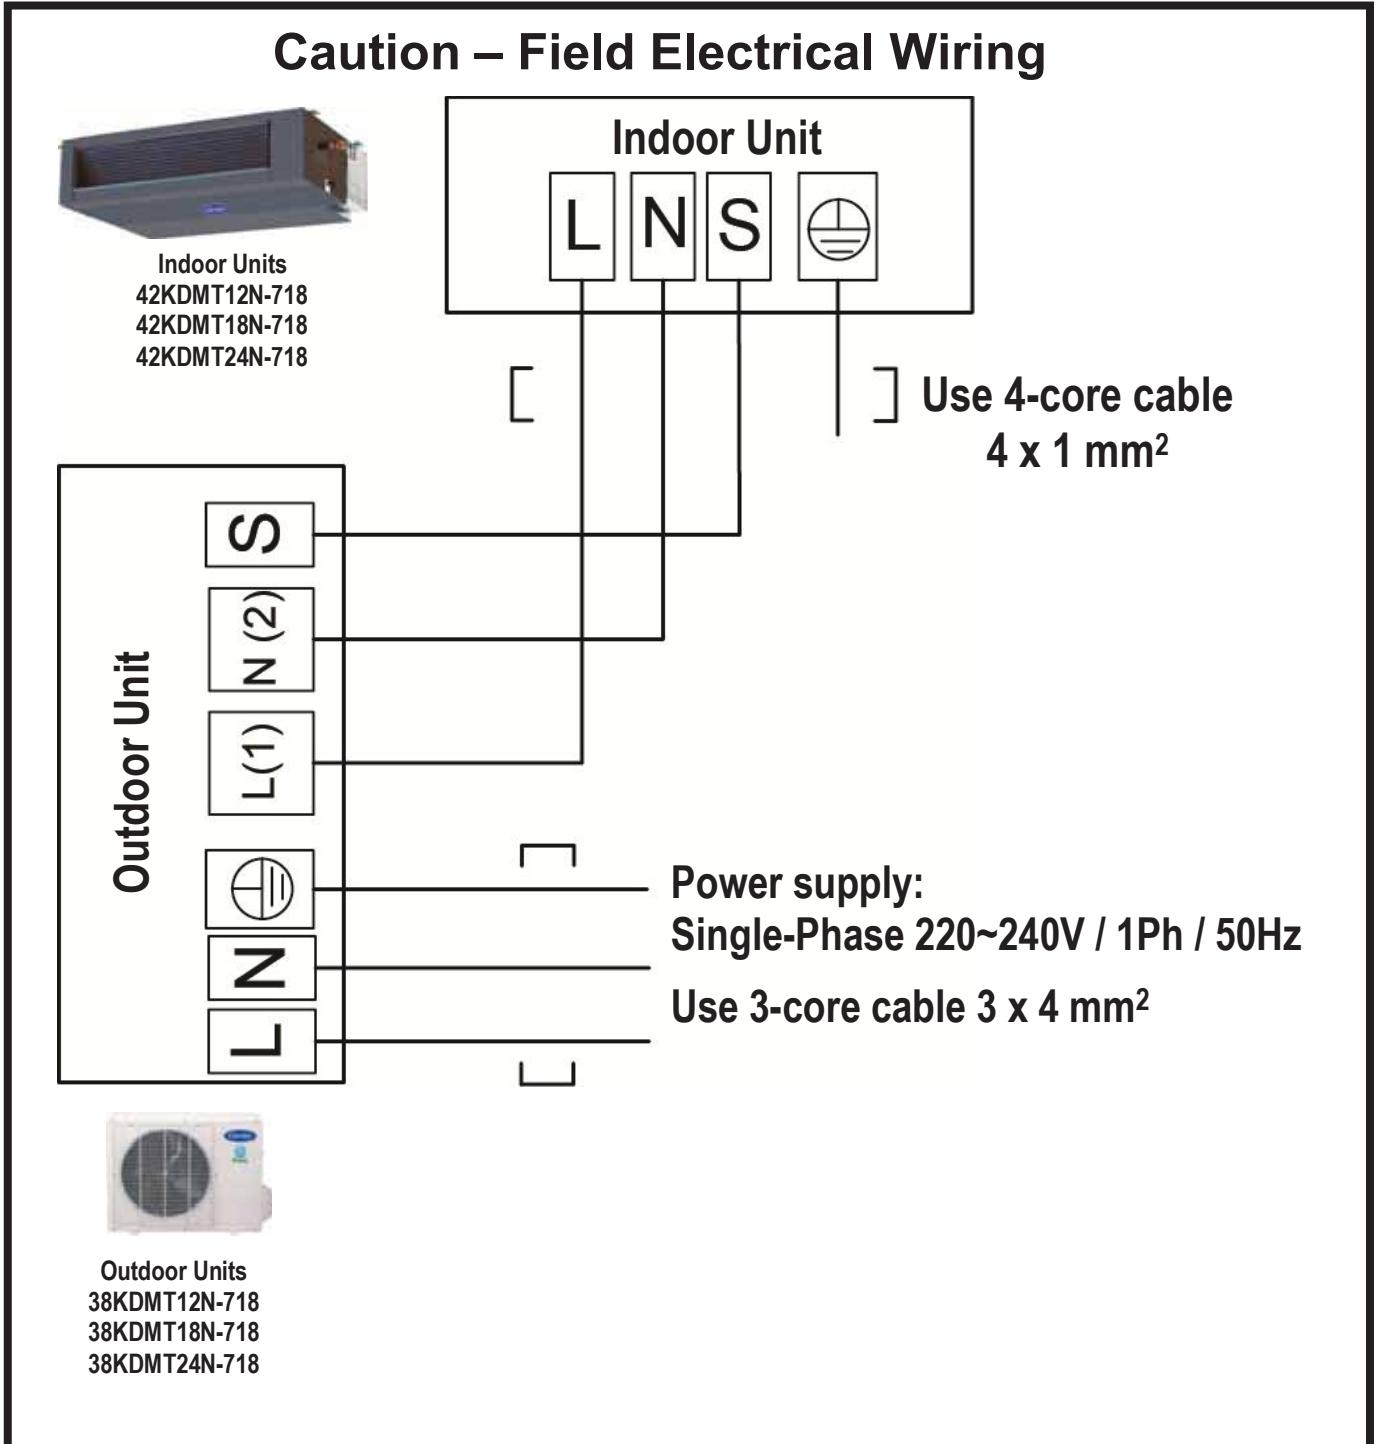 Caution – Field Electrical Wiring
Indoor Unit
L N S
Indoor Units
42KDMT12N-718
42KDMT18N-718
42KDMT24N-718
Use 4-core cable
4 x 1 mm²
Outdoor Unit
S
N (2)
L(1)
N
L
Power supply:
Single-Phase 220~240V / 1Ph / 50Hz
Use 3-core cable 3 x 4 mm²
Carrier
Outdoor Units
38KDMT12N-718
38KDMT18N-718
38KDMT24N-718